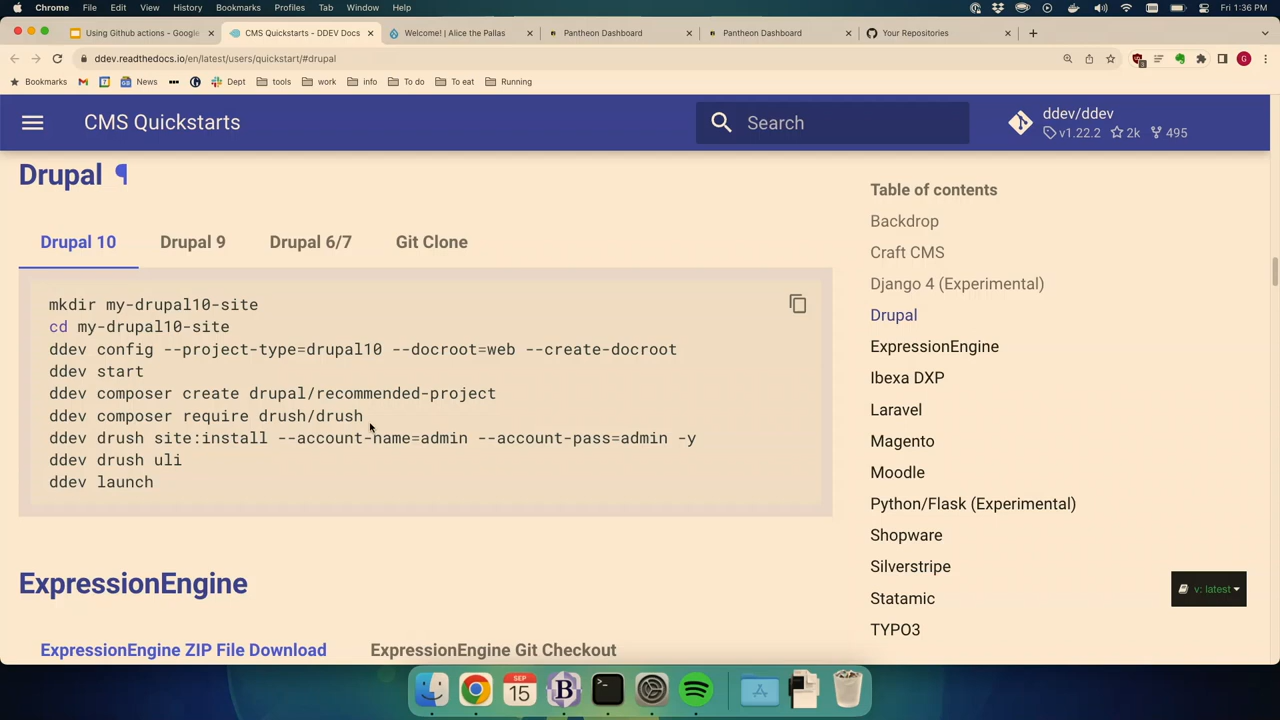 Chrome File Edit View History Bookmarks Profiles Tab Window Help Fri 1:36 PM
Using Github actions - Google CMS Quickstarts - DDEV Docs Welcome! | Alice the Pallas Pantheon Dashboard Pantheon Dashboard Your Repositories
ddev.readthedocs.io/en/latest/users/quickstart/#drupal
Bookmarks News Dept tools work info To do To eat Running
CMS Quickstarts
Search
ddev/ddev
v1.22.2 2k 495
Drupal ¶
Drupal 10 Drupal 9 Drupal 6/7 Git Clone
mkdir my-drupal10-site
cd my-drupal10-site
ddev config --project-type=drupal10 --docroot=web --create-docroot
ddev start
ddev composer create drupal/recommended-project
ddev composer require drush/drush
ddev drush site:install --account-name=admin --account-pass=admin -y
ddev drush uli
ddev launch
ExpressionEngine
ExpressionEngine ZIP File Download ExpressionEngine Git Checkout
Table of contents
Backdrop
Craft CMS
Django 4 (Experimental)
Drupal
ExpressionEngine
Ibexa DXP
Laravel
Magento
Moodle
Python/Flask (Experimental)
Shopware
Silverstripe
Statamic
TYPO3
v: latest
SEP
15